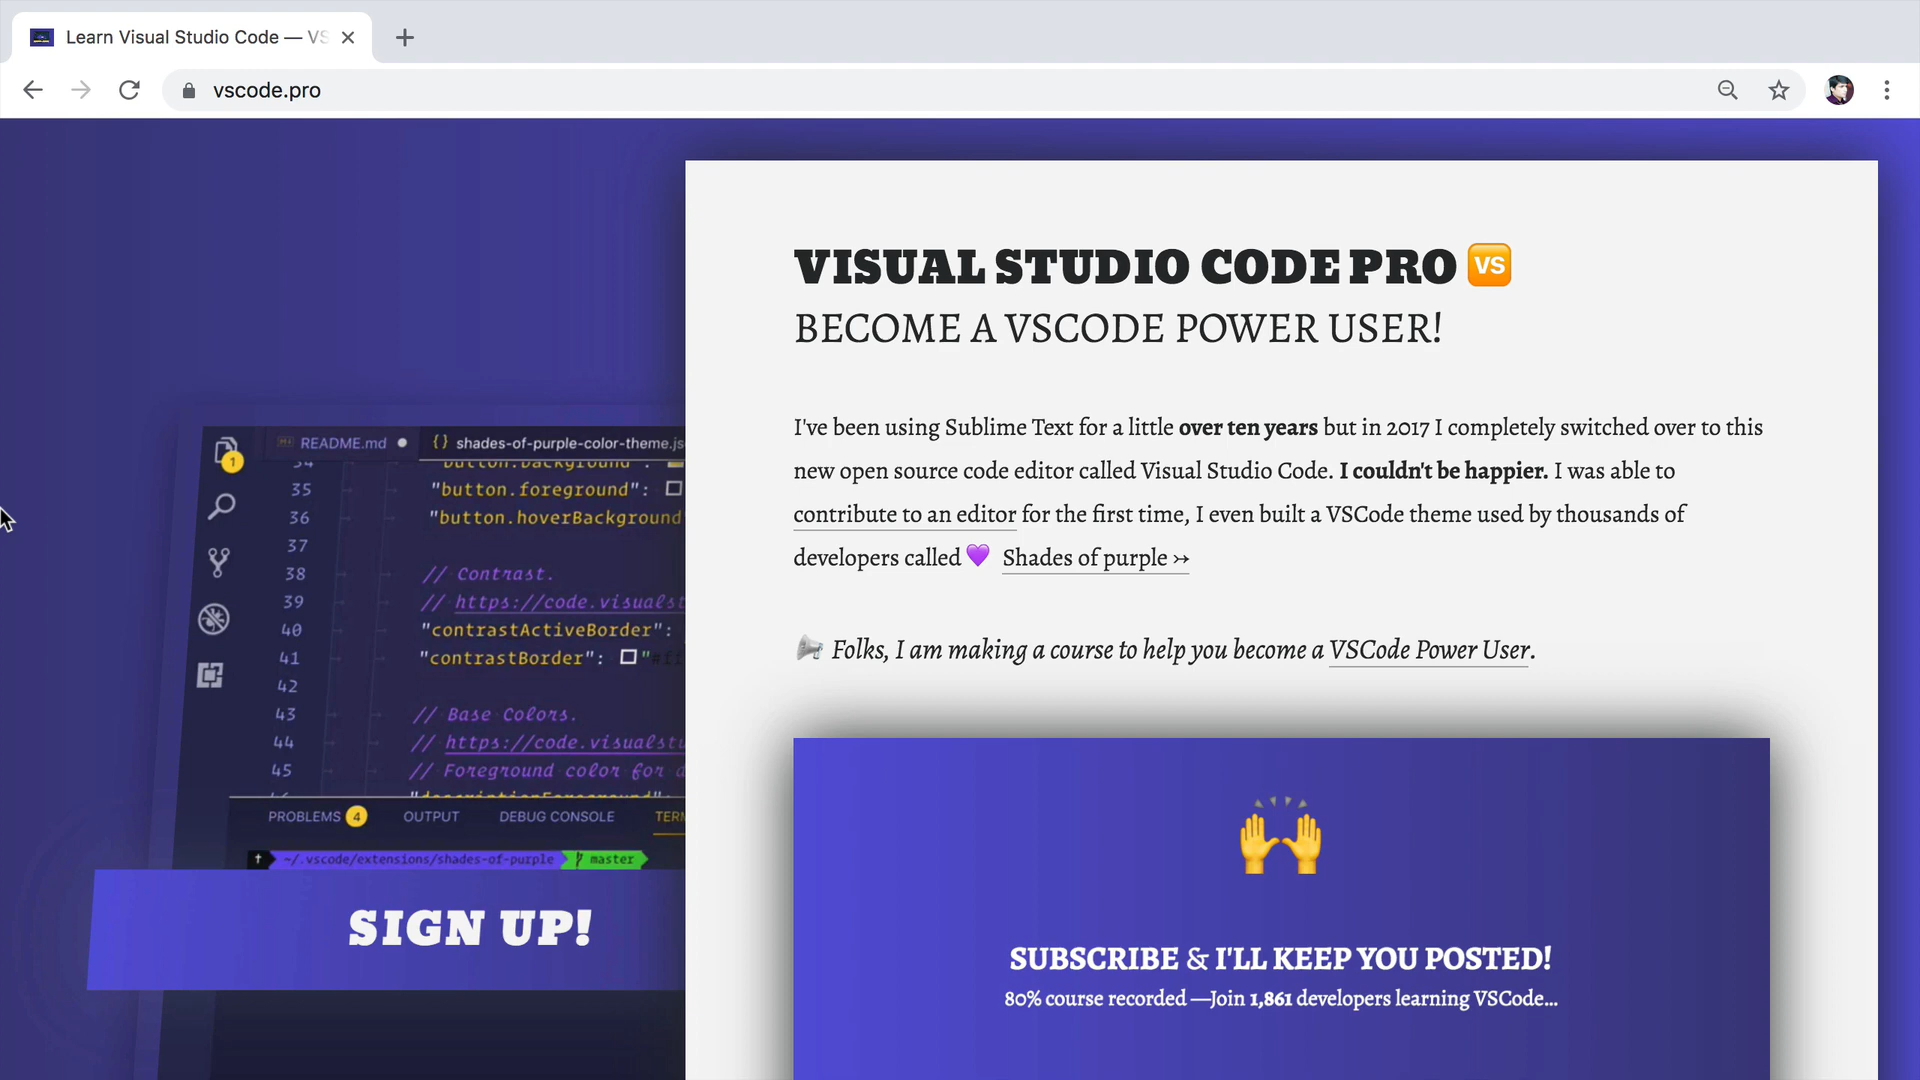 Learn Visual Studio Code — VS
vscode.pro
VISUAL STUDIO CODE PRO 🆚
BECOME A VSCODE POWER USER!
I've been using Sublime Text for a little over ten years but in 2017 I completely switched over to this
new open source code editor called Visual Studio Code. I couldn't be happier. I was able to
contribute to an editor for the first time, I even built a VSCode theme used by thousands of
developers called 💜 Shades of purple ↣
📢 Folks, I am making a course to help you become a VSCode Power User.
🙌
SUBSCRIBE & I'LL KEEP YOU POSTED!
80% course recorded —Join 1,861 developers learning VSCode...
1
README.md ● {} shades-of-purple-color-theme.js
34 "button.background":
35 "button.foreground":
36 "button.hoverBackground
37
38 // Contrast.
39 // https://code.visualst
40 "contrastActiveBorder":
41 "contrastBorder": "#ff
42
43 // Base Colors.
44 // https://code.visualstu
45 // Foreground color for
"descriptionForeground":
PROBLEMS 4 OUTPUT DEBUG CONSOLE TERM
~/.vscode/extensions/shades-of-purple master
SIGN UP!